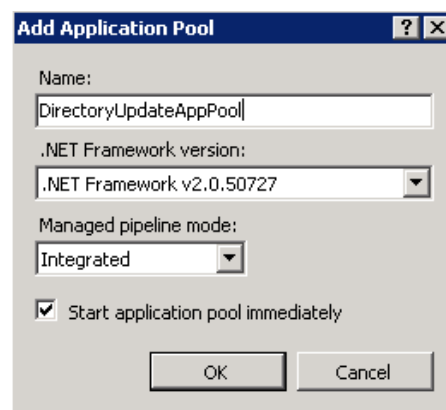 Add Application Pool
Name:
DirectoryUpdateAppPool
.NET Framework version:
.NET Framework v2.0.50727
Managed pipeline mode:
Integrated
Start application pool immediately
OK Cancel